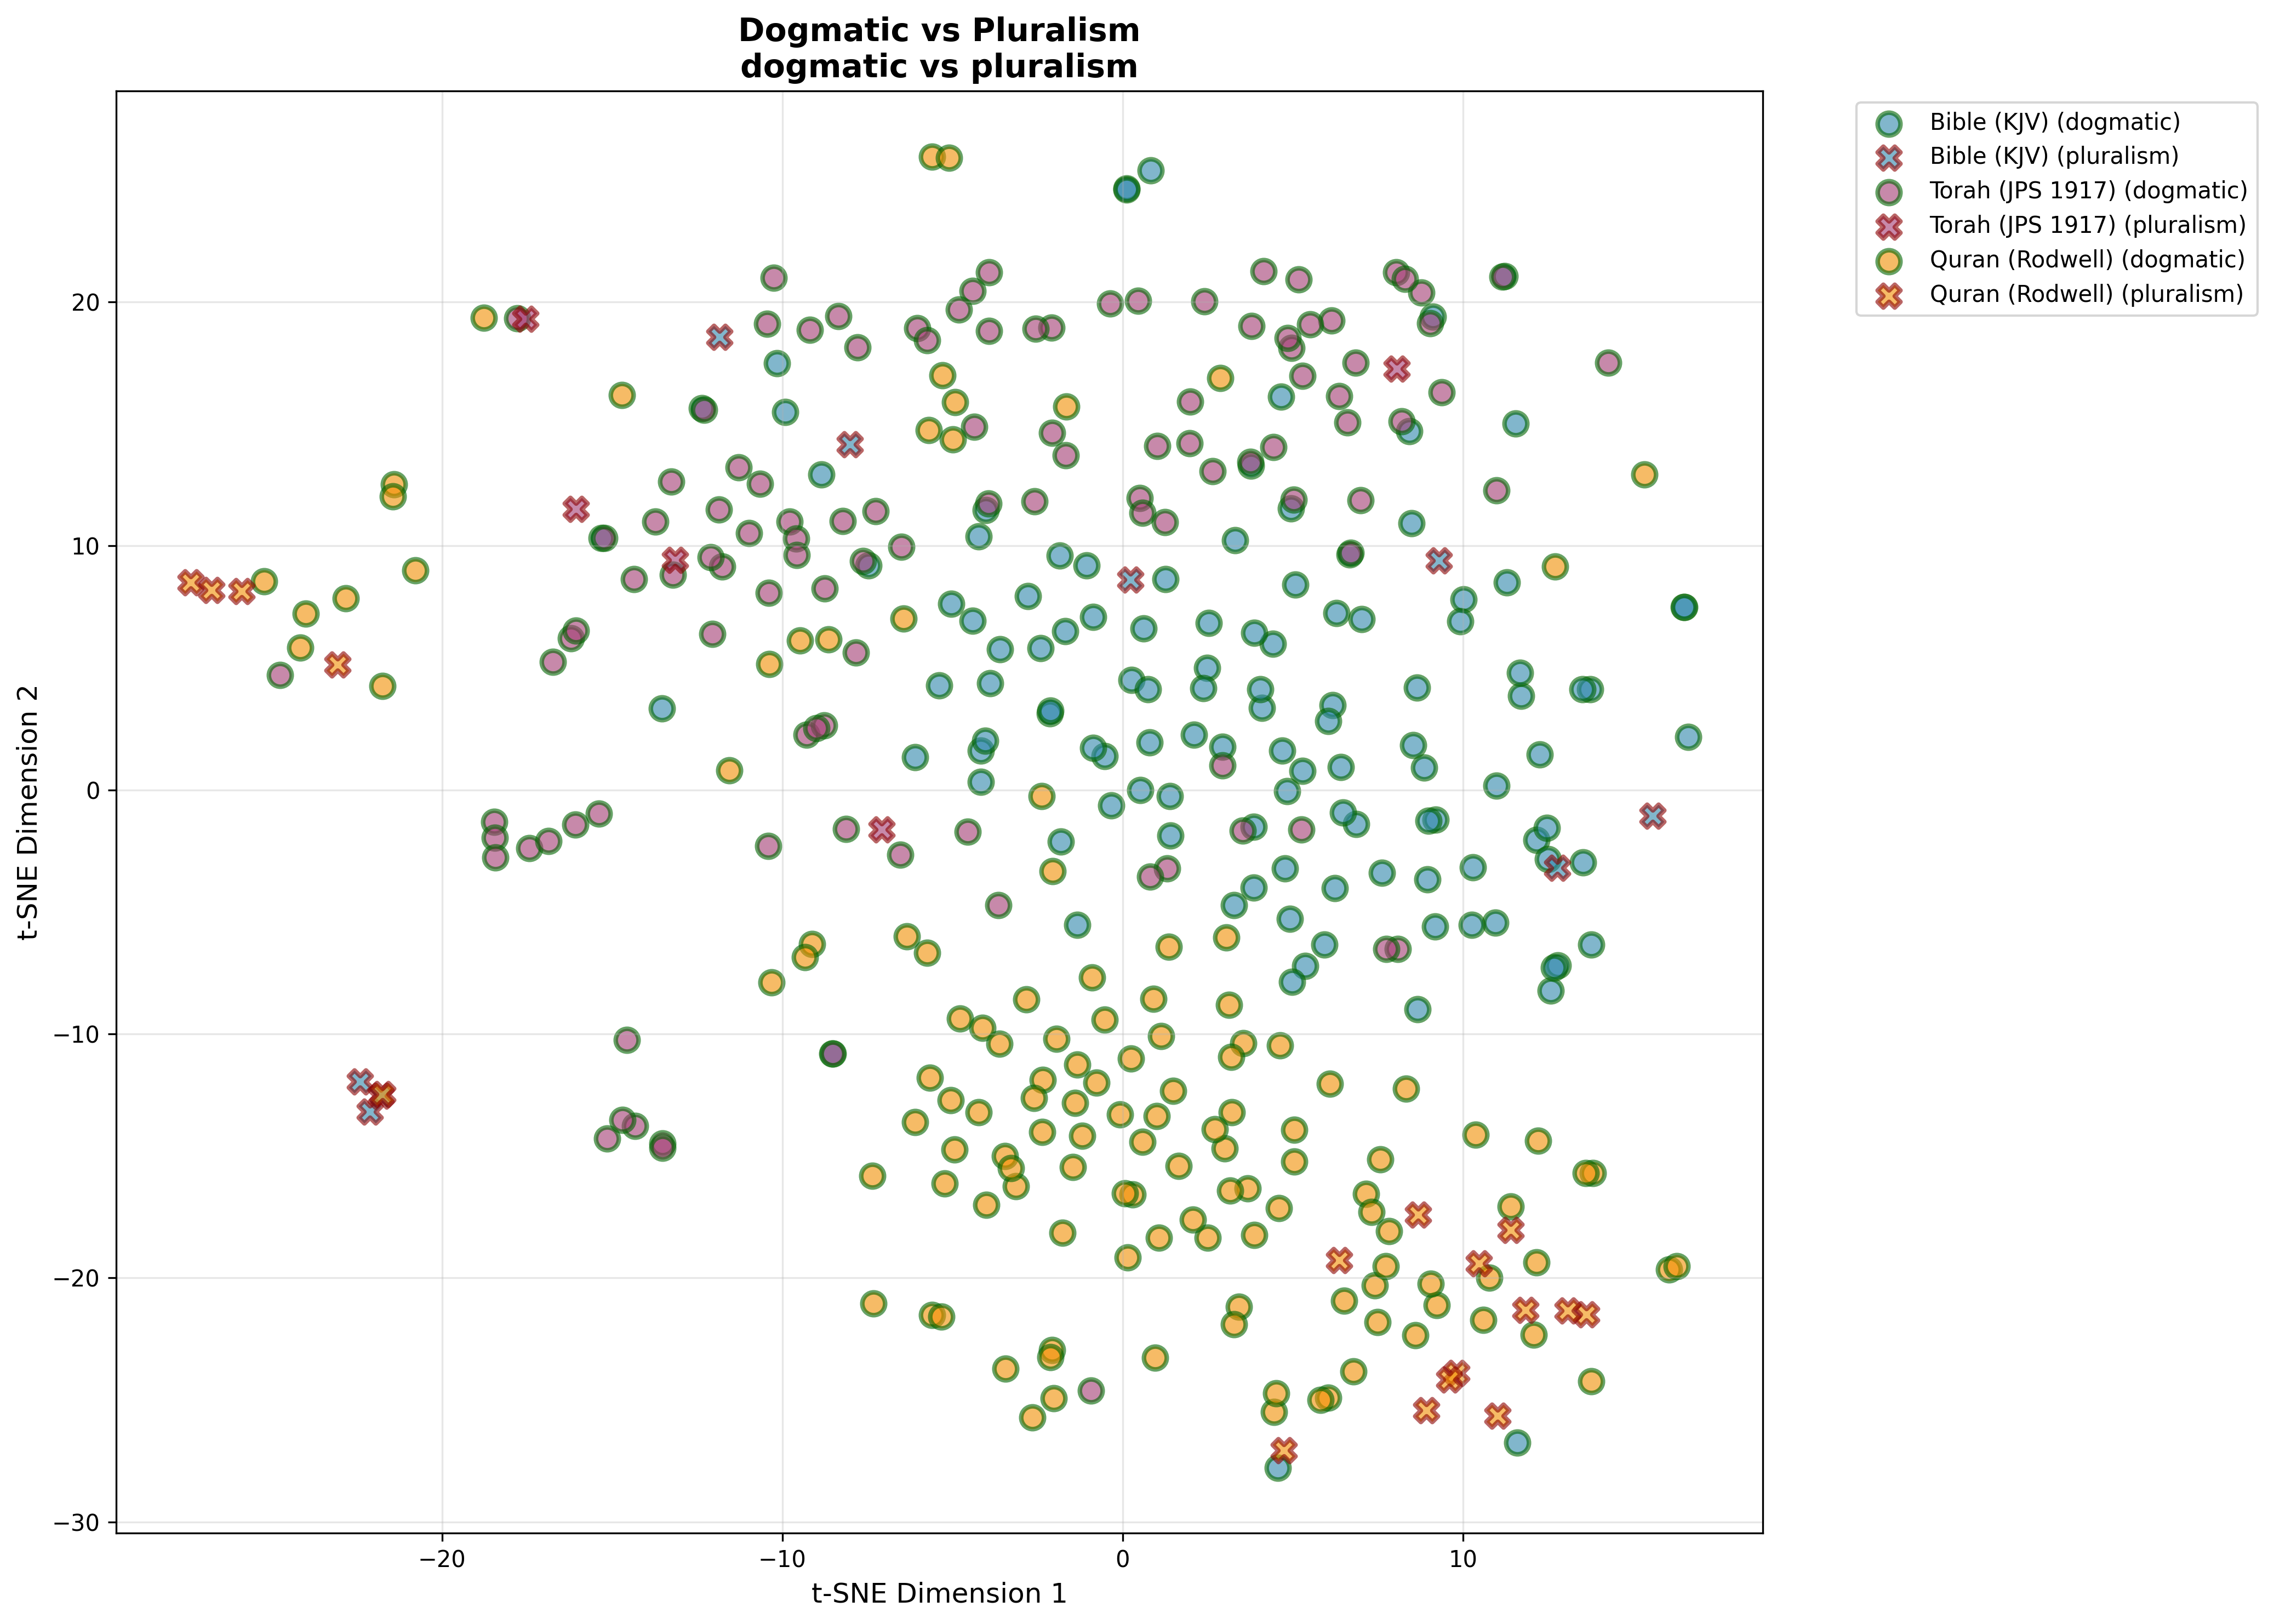 Dogmatic vs Pluralism
dogmatic vs pluralism
Bible (KJV) (dogmatic)
Bible (KJV) (pluralism)
Torah (JPS 1917) (dogmatic)
Torah (JPS 1917) (pluralism)
Quran (Rodwell) (dogmatic)
Quran (Rodwell) (pluralism)
t-SNE Dimension 2
20
10
0
−10
−20
−30
−20
−10
0
10
t-SNE Dimension 1